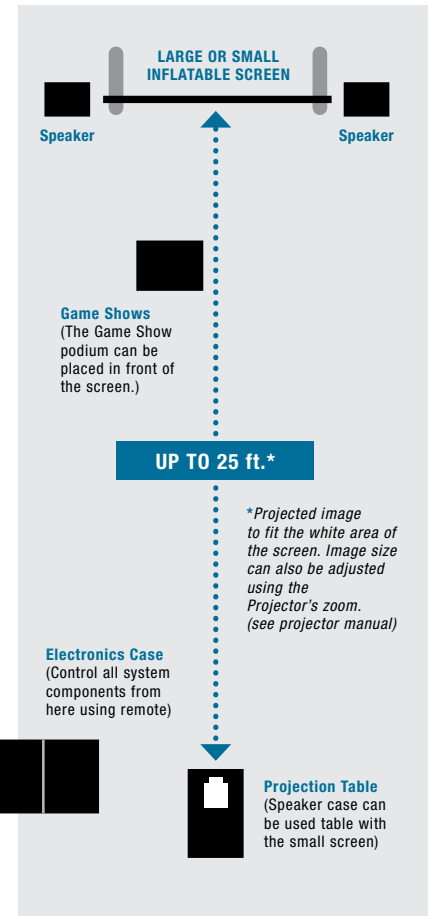 LARGE OR SMALL
INFLATABLE SCREEN
Speaker
Speaker
Game Shows
(The Game Show
podium can be
placed in front of
the screen.)
UP TO 25 ft.*
*Projected image
to fit the white area of
the screen. Image size
can also be adjusted
using the
Projector's zoom.
(see projector manual)
Electronics Case
(Control all system
components from
here using remote)
Projection Table
(Speaker case can
be used table with
the small screen)